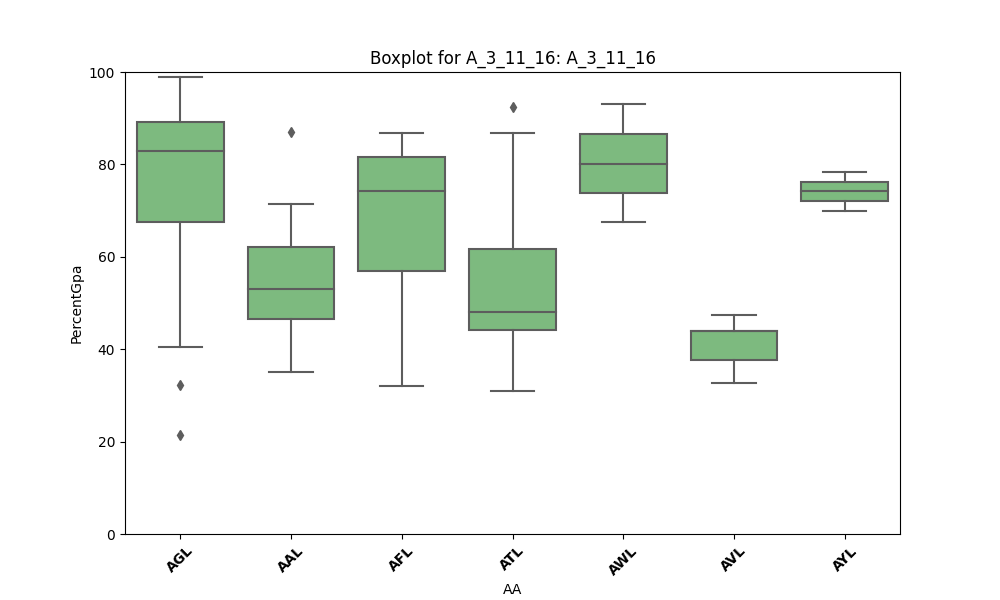 Boxplot for A_3_11_16: A_3_11_16
PercentGpa
100
80
60
40
20
0
AGL
AAL
AFL
ATL
AWL
AVL
AYL
AA